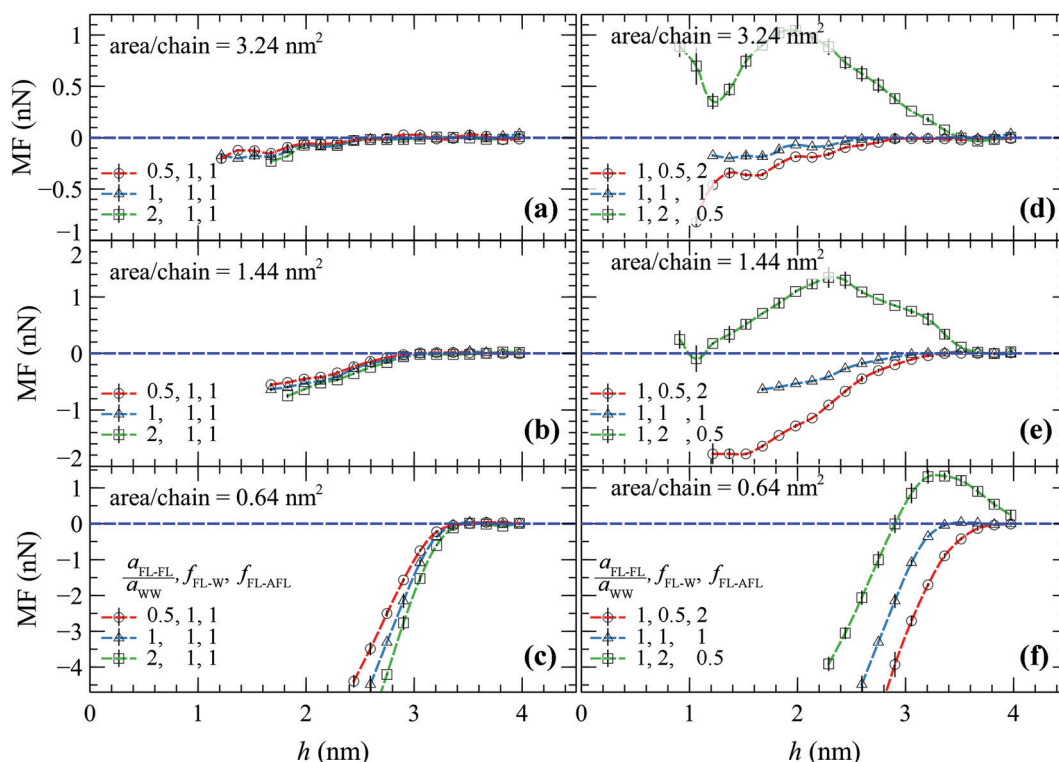 area/chain = 3.24 nm²
MF (nN)
1
0.5
0
−0.5
−1
0.5, 1, 1
1, 1, 1
2, 1, 1
(a)
area/chain = 3.24 nm²
1, 0.5, 2
1, 1, 1
1, 2, 0.5
(d)
area/chain = 1.44 nm²
MF (nN)
2
1
0
−1
−2
0.5, 1, 1
1, 1, 1
2, 1, 1
(b)
area/chain = 1.44 nm²
1, 0.5, 2
1, 1, 1
1, 2, 0.5
(e)
area/chain = 0.64 nm²
MF (nN)
1
0
−1
−2
−3
−4
a_FL-FL/a_WW, f_FL-W, f_FL-AFL
0.5, 1, 1
1, 1, 1
2, 1, 1
(c)
area/chain = 0.64 nm²
a_FL-FL/a_WW, f_FL-W, f_FL-AFL
1, 0.5, 2
1, 1, 1
1, 2, 0.5
(f)
0 1 2 3 4
0 1 2 3 4
h (nm)
h (nm)